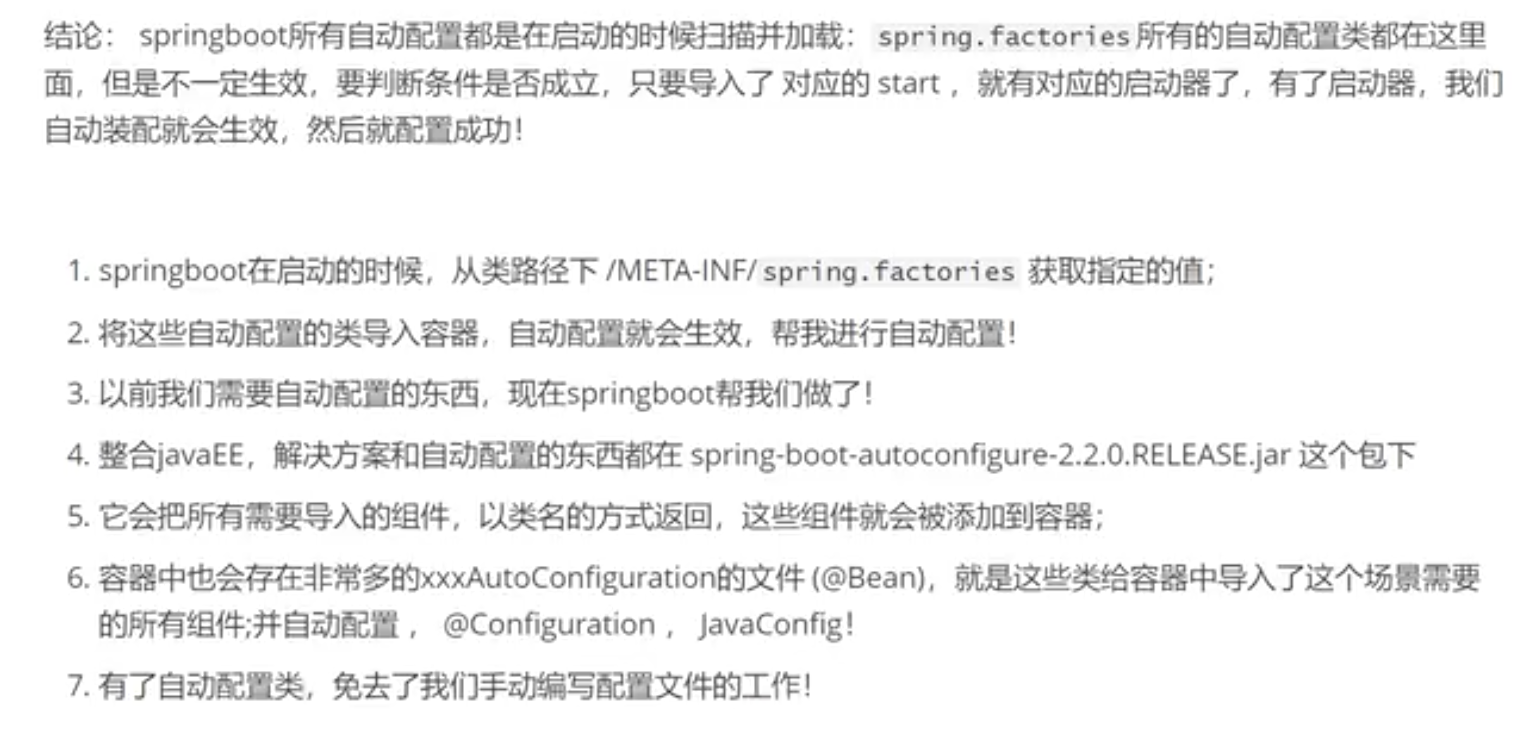 结论： springboot所有自动配置都是在启动的时候扫描并加载：spring.factories所有的自动配置类都在这里
面，但是不一定生效，要判断条件是否成立，只要导入了 对应的 start ，就有对应的启动器了，有了启动器，我们
自动装配就会生效，然后就配置成功！
1. springboot在启动的时候，从类路径下 /META-INF/spring.factories 获取指定的值；
2. 将这些自动配置的类导入容器，自动配置就会生效，帮我进行自动配置！
3. 以前我们需要自动配置的东西，现在springboot帮我们做了！
4. 整合javaEE，解决方案和自动配置的东西都在 spring-boot-autoconfigure-2.2.0.RELEASE.jar 这个包下
5. 它会把所有需要导入的组件，以类名的方式返回，这些组件就会被添加到容器；
6. 容器中也会存在非常多的xxxAutoConfiguration的文件 (@Bean)，就是这些类给容器中导入了这个场景需要
的所有组件;并自动配置 ， @Configuration ， JavaConfig！
7. 有了自动配置类，免去了我们手动编写配置文件的工作！